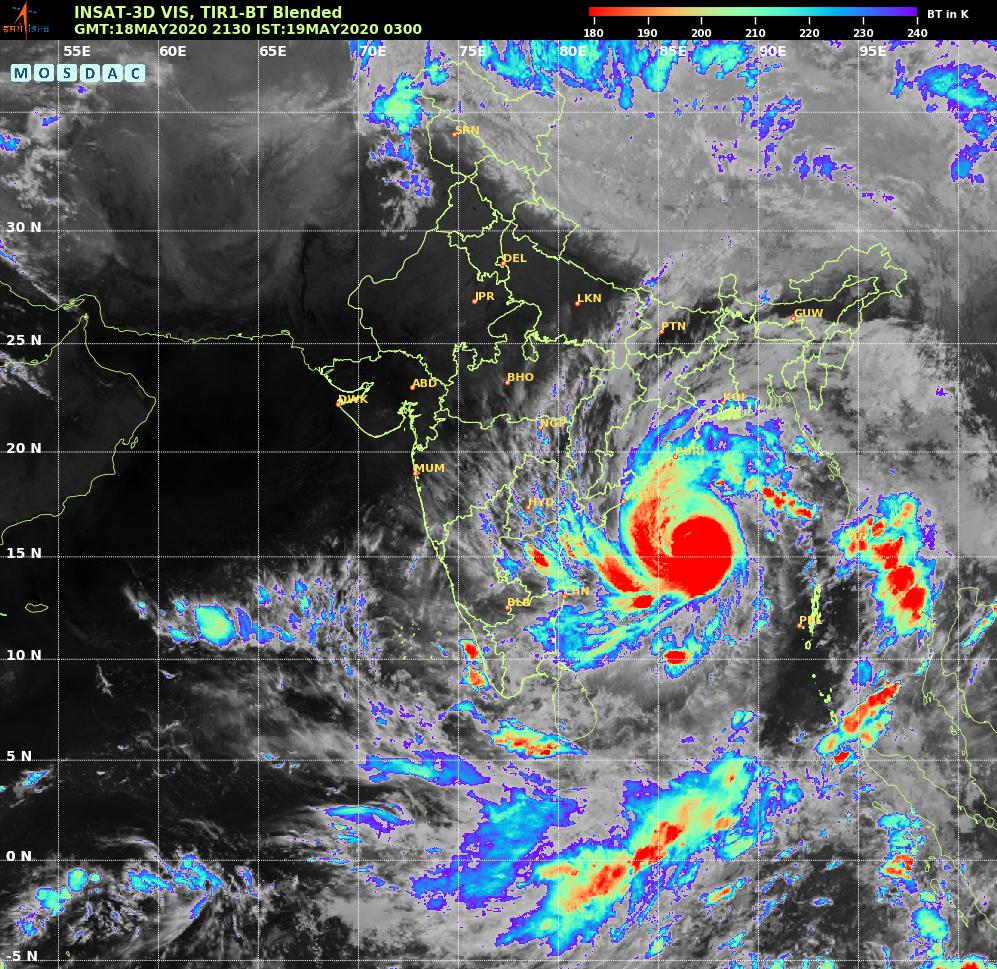 INSAT-3D VIS, TIR1-BT Blended
GMT:18MAY2020 2130 IST:19MAY2020 0300
BT in K
180 190 200 210 220 230 240
55E 60E 65E 70E 75E 80E 85E 90E 95E
MOSDAC
SRN
30 N
DEL
JPR
LKN
GUW
PTN
25 N
BHO
ABD
DWK
KOL
NGP
20 N
PURI
MUM
HYD
15 N
CHN
BLR
PBL
10 N
5 N
0 N
-5 N